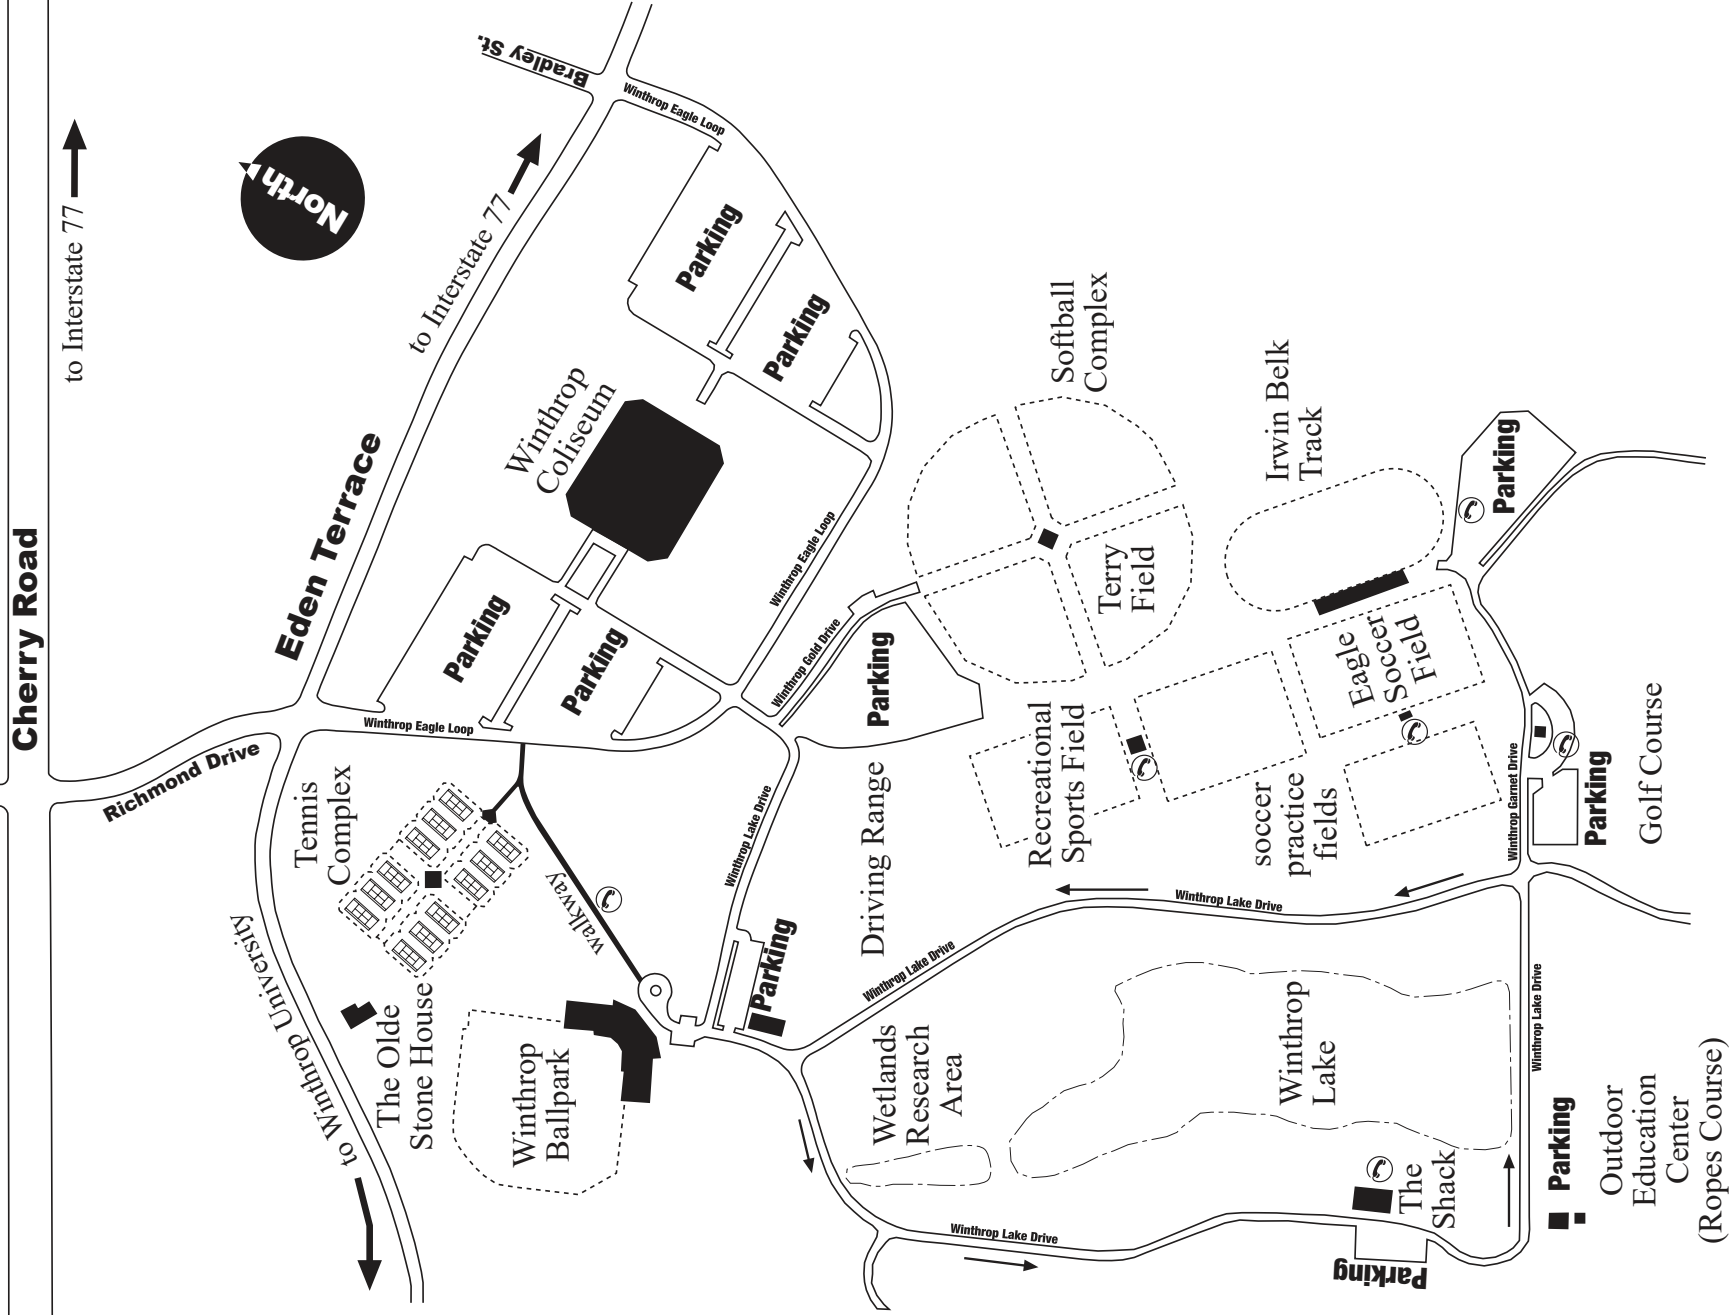 Cherry Road
to Interstate 77
North
Bradley St.
to Interstate 77
Eden Terrace
Richmond Drive
Winthrop Eagle Loop
Parking
Parking
Winthrop
Coliseum
Parking
Parking
Winthrop Eagle Loop
Winthrop Eagle Loop
Winthrop Gold Drive
Parking
Softball
Complex
Terry
Field
Irwin Belk
Track
Parking
Eagle
Soccer
Field
Recreational
Sports Field
soccer
practice
fields
Winthrop Garnet Drive
Parking
Golf Course
Driving Range
Winthrop Lake Drive
Tennis
Complex
walkway
to Winthrop University
The Olde
Stone House
Winthrop
Ballpark
Parking
Winthrop Lake Drive
Winthrop Lake Drive
Wetlands
Research
Area
Winthrop
Lake
Winthrop Lake Drive
Winthrop Lake Drive
The
Shack
Parking
Parking
Outdoor
Education
Center
(Ropes Course)